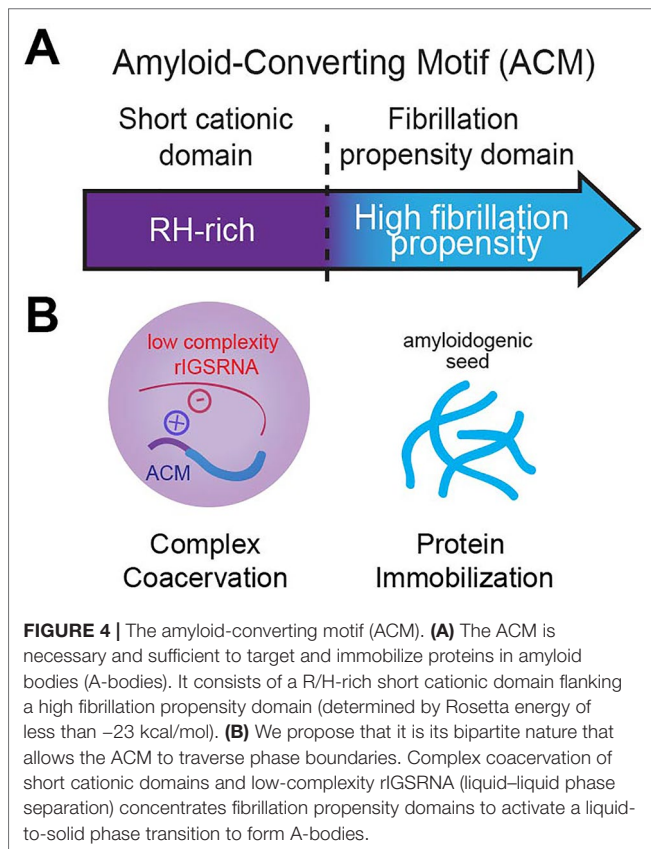 A
Amyloid-Converting Motif (ACM)
Short cationic
domain
Fibrillation
propensity domain
RH-rich
High fibrillation
propensity
B
low complexity
rIGSRNA
-
+
ACM
amyloidogenic
seed
Complex
Coacervation
Protein
Immobilization
FIGURE 4 | The amyloid-converting motif (ACM). (A) The ACM is
necessary and sufficient to target and immobilize proteins in amyloid
bodies (A-bodies). It consists of a R/H-rich short cationic domain flanking
a high fibrillation propensity domain (determined by Rosetta energy of
less than −23 kcal/mol). (B) We propose that it is its bipartite nature that
allows the ACM to traverse phase boundaries. Complex coacervation of
short cationic domains and low-complexity rIGSRNA (liquid–liquid phase
separation) concentrates fibrillation propensity domains to activate a liquid-
to-solid phase transition to form A-bodies.